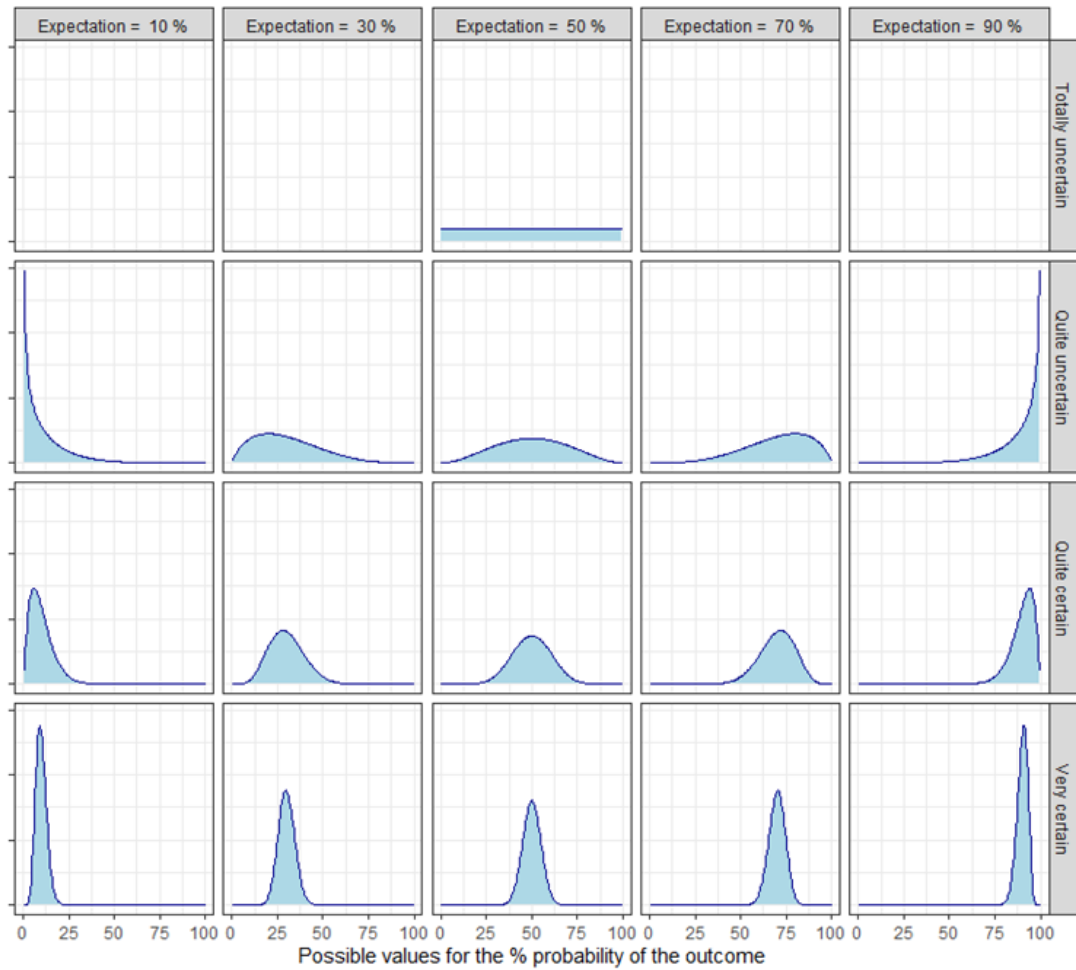 Expectation = 10 %
Expectation = 30 %
Expectation = 50 %
Expectation = 70 %
Expectation = 90 %
Totally uncertain
Quite uncertain
Quite certain
Very certain
0 25 50 75 100 0 25 50 75 100 0 25 50 75 100 0 25 50 75 100 0 25 50 75 100
Possible values for the % probability of the outcome